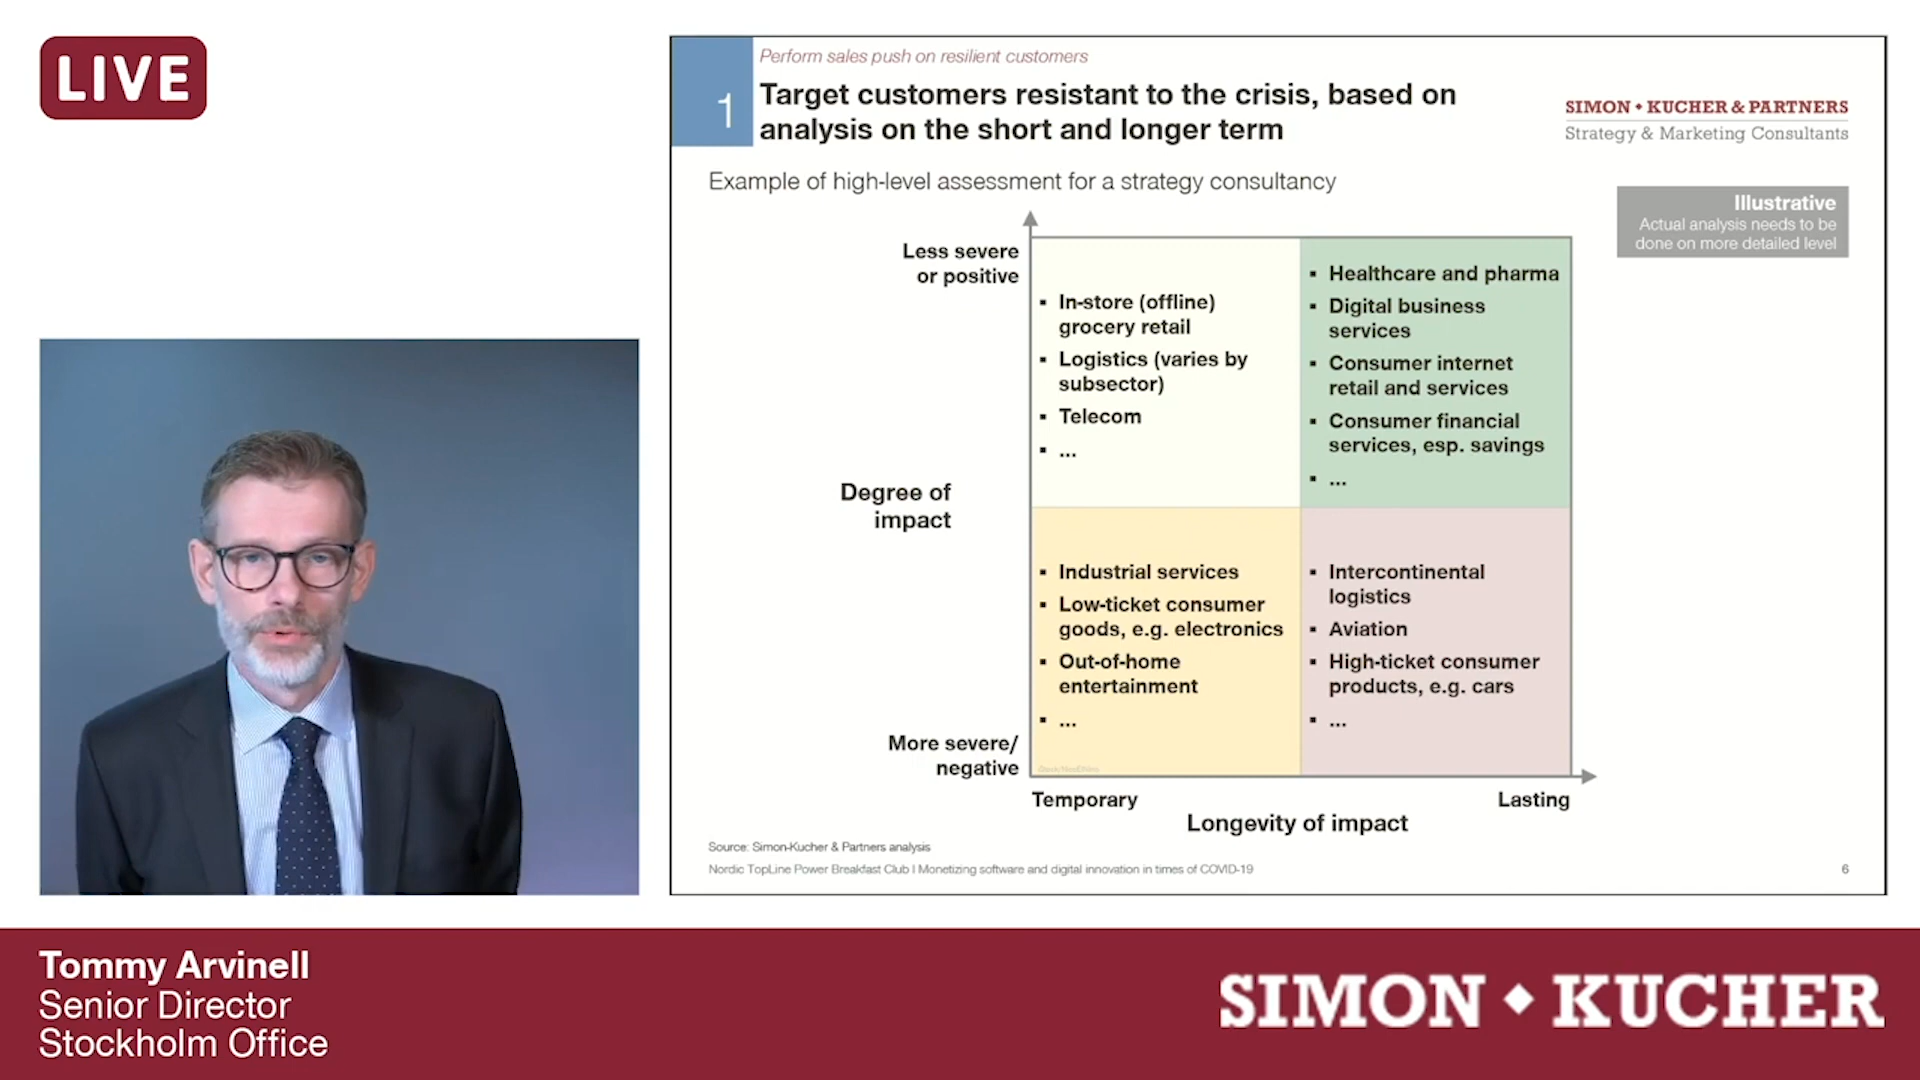 LIVE
Perform sales push on resilient customers
1
Target customers resistant to the crisis, based on
analysis on the short and longer term
SIMON • KUCHER & PARTNERS
Strategy & Marketing Consultants
Example of high-level assessment for a strategy consultancy
Illustrative
Actual analysis needs to be
done on more detailed level
Less severe
or positive
▪ In-store (offline)
grocery retail
▪ Logistics (varies by
subsector)
▪ Telecom
▪ ...
▪ Healthcare and pharma
▪ Digital business
services
▪ Consumer internet
retail and services
▪ Consumer financial
services, esp. savings
▪ ...
Degree of
impact
▪ Industrial services
▪ Low-ticket consumer
goods, e.g. electronics
▪ Out-of-home
entertainment
▪ ...
▪ Intercontinental
logistics
▪ Aviation
▪ High-ticket consumer
products, e.g. cars
▪ ...
More severe/
negative
Temporary
Lasting
Longevity of impact
Source: Simon-Kucher & Partners analysis
Nordic TopLine Power Breakfast Club I Monetizing software and digital innovation in times of COVID-19
6
Tommy Arvinell
Senior Director
Stockholm Office
SIMON ◆ KUCHER